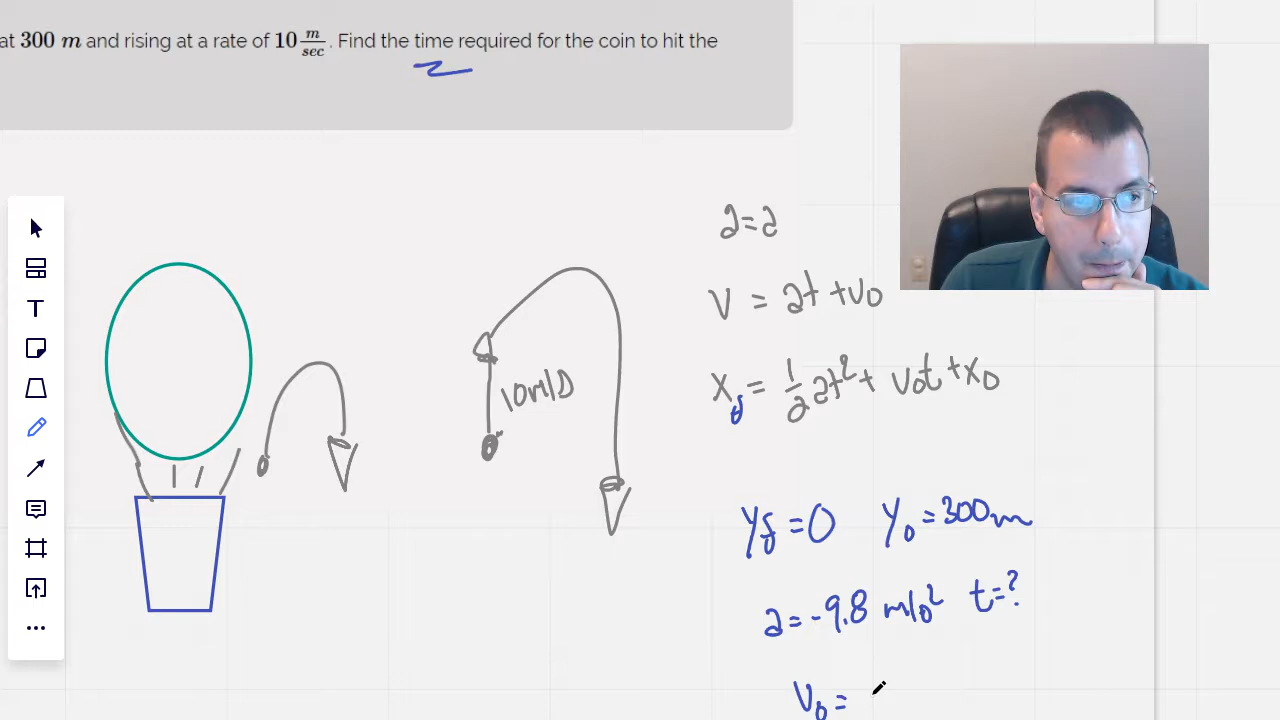 at 300 m and rising at a rate of 10 m/sec. Find the time required for the coin to hit the
T
a=a
v = at +v0
10m/s
xf = 1/2 at² + v0t + x0
yf = 0 y0 = 300m
a = -9.8 m/s² t=?
v0 =